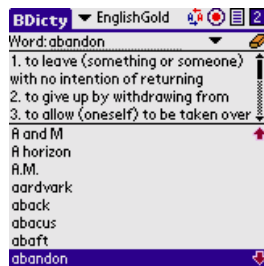 BDicty EnglishGold 2
Word: abandon
1. to leave (something or someone)
with no intention of returning
2. to give up by withdrawing from
3. to allow (oneself) to be taken over
A and M
A horizon
A.M.
aardvark
aback
abacus
abaft
abandon